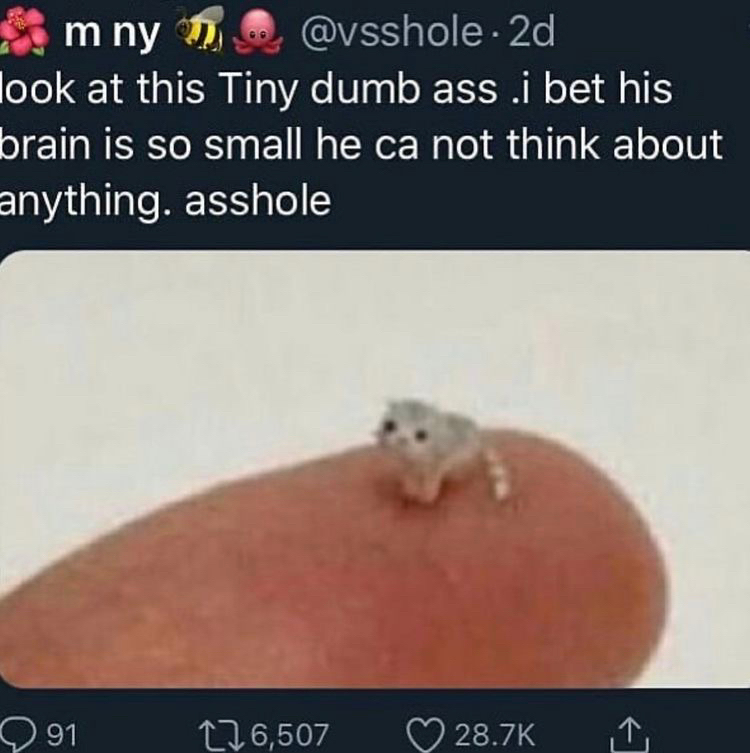 m ny 🐝🐙 @vsshole · 2d
look at this Tiny dumb ass .i bet his
brain is so small he ca not think about
anything. asshole
91 6,507 28.7K